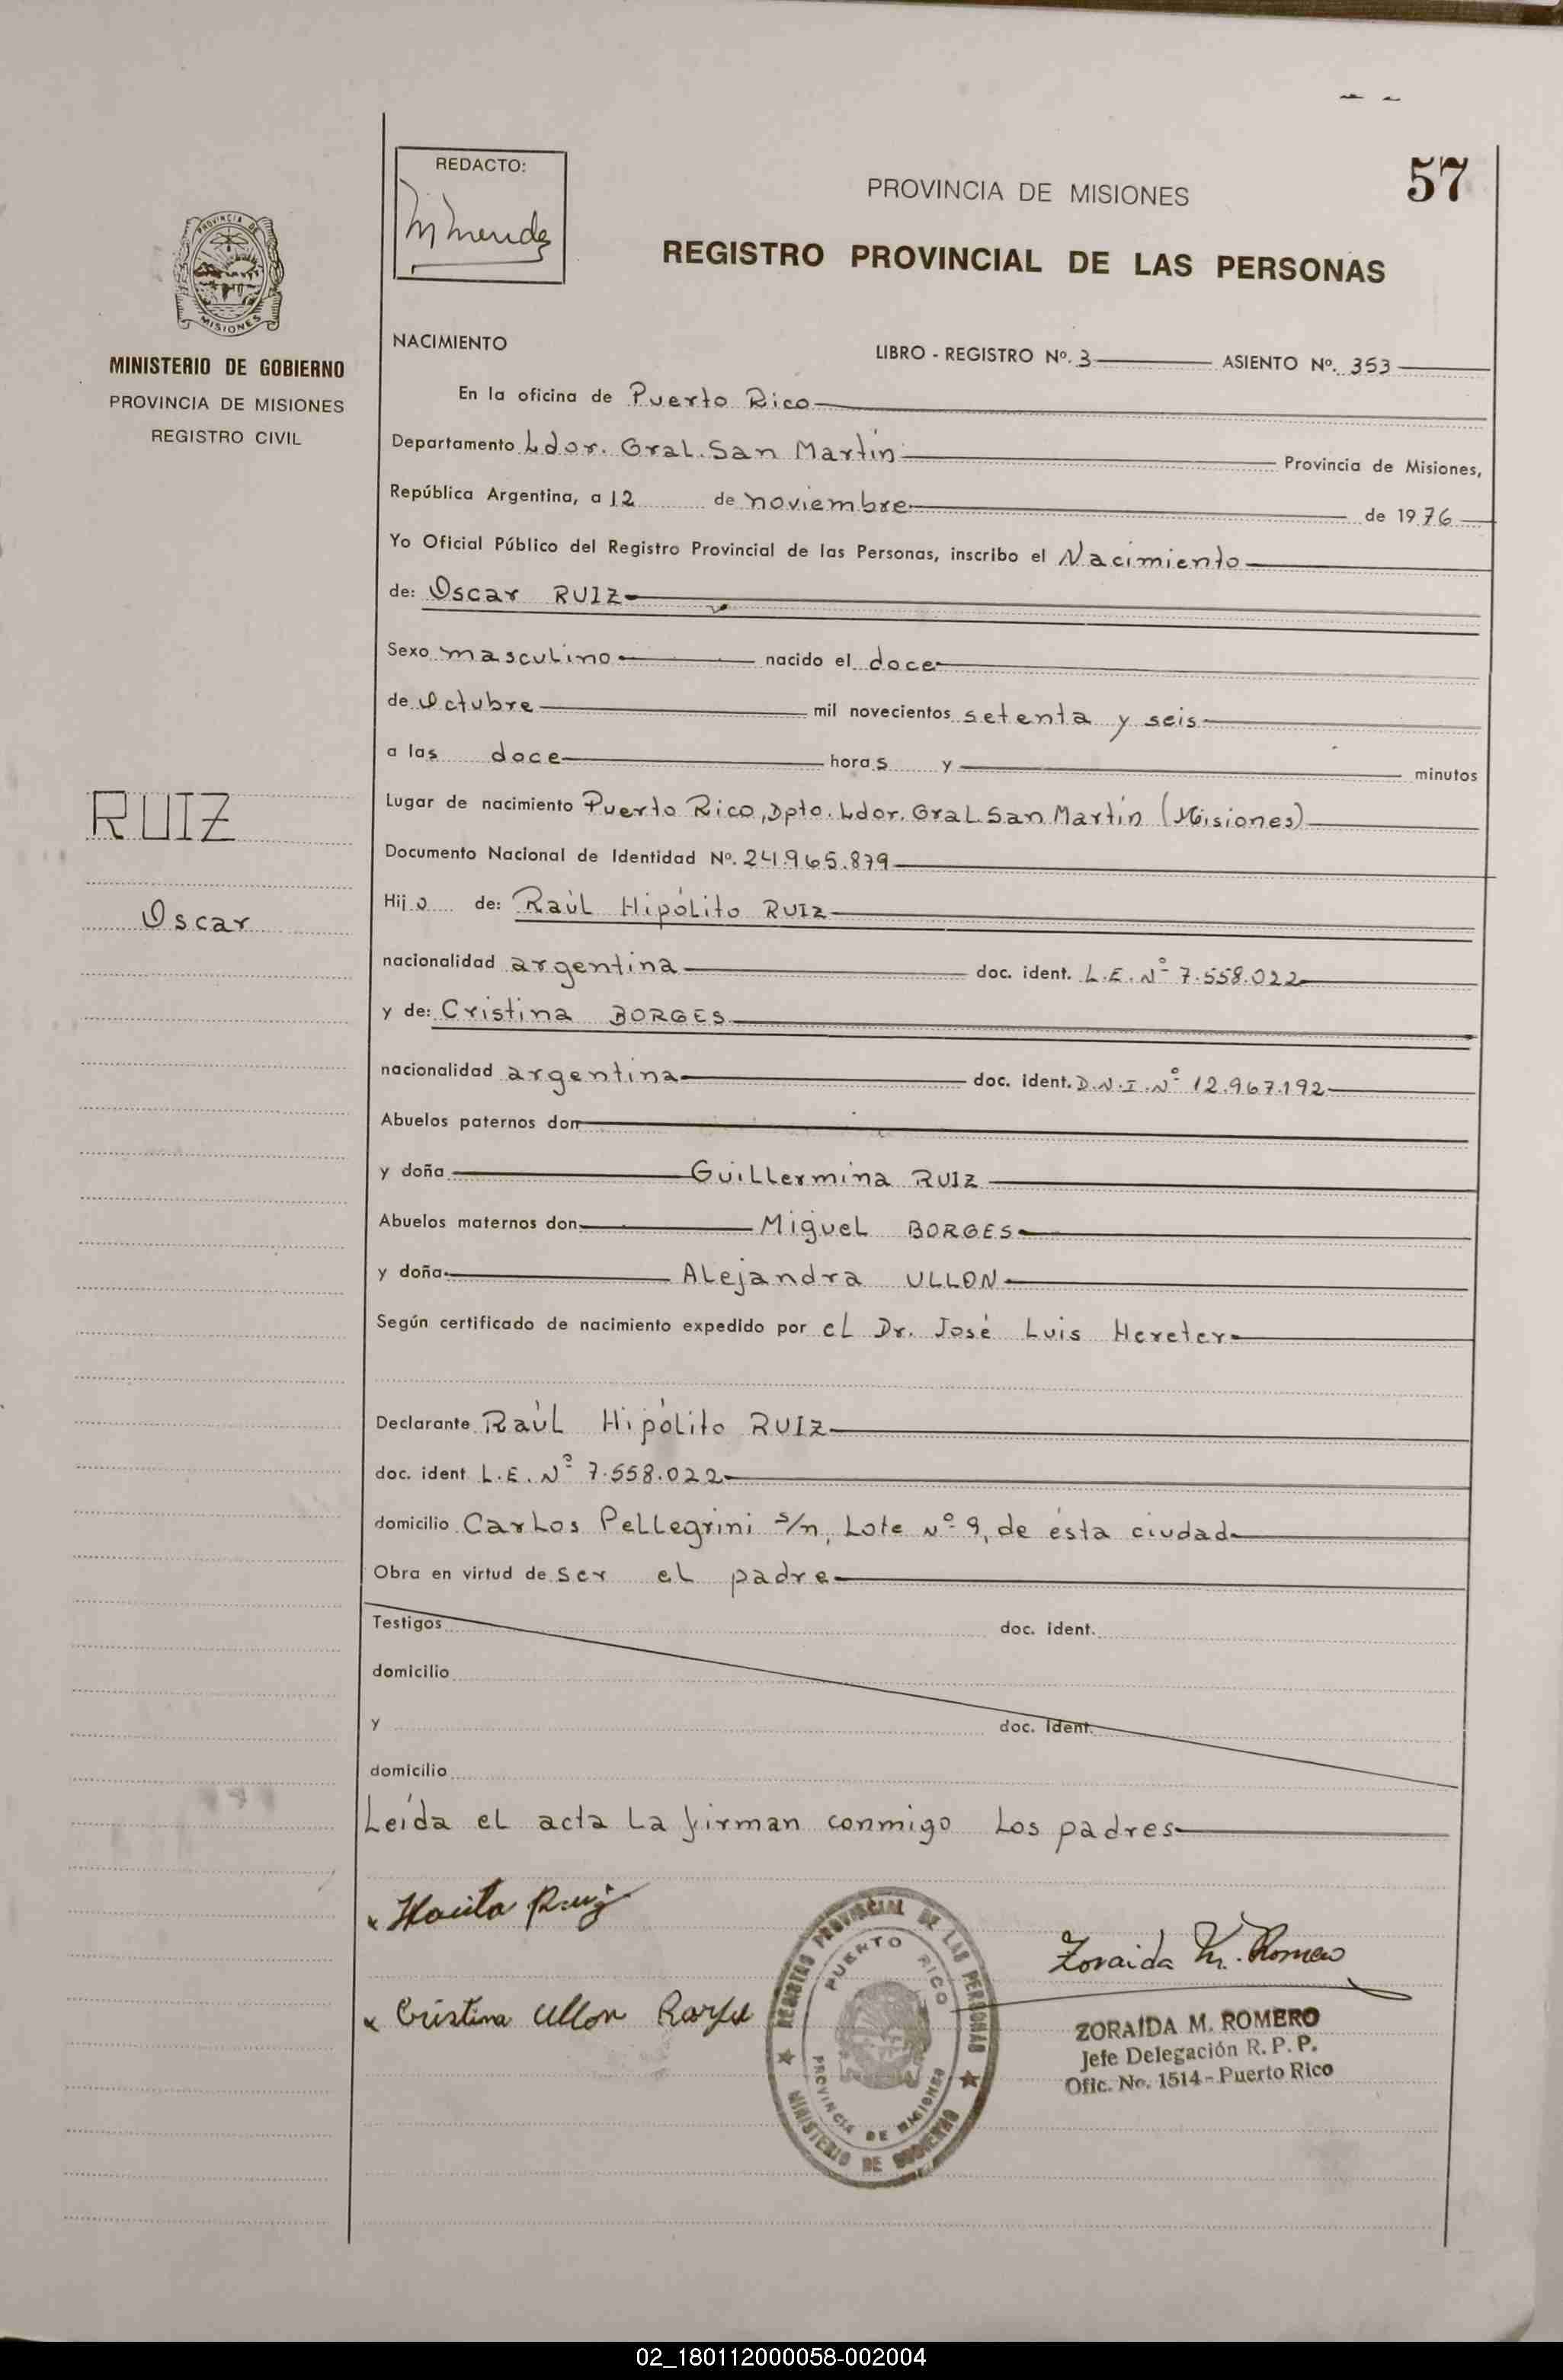 57
REDACTO:
PROVINCIA DE MISIONES
REGISTRO PROVINCIAL DE LAS PERSONAS
PROVINCIA DE
MISIONES
MINISTERIO DE GOBIERNO
PROVINCIA DE MISIONES
REGISTRO CIVIL
RUIZ
Oscar
NACIMIENTO
LIBRO - REGISTRO Nº. 3 ASIENTO Nº. 353
En la oficina de Puerto Rico
Departamento Ldor. Gral. San Martín Provincia de Misiones,
República Argentina, a 12 de noviembre de 1976
Yo Oficial Público del Registro Provincial de las Personas, inscribo el Nacimiento
de: Oscar RUIZ
Sexo masculino nacido el doce
de Octubre mil novecientos setenta y seis
a las doce horas y minutos
Lugar de nacimiento Puerto Rico, Dpto. Ldor. Gral. San Martín (Misiones)
Documento Nacional de Identidad Nº. 24.965.879
Hijo de: Raúl Hipólito RUIZ
nacionalidad argentina doc. ident. L.E. Nº 7.558.022
y de: Cristina BORGES
nacionalidad argentina doc. ident. D.N.I. Nº 12.967.192
Abuelos paternos don
y doña Guillermina RUIZ
Abuelos maternos don Miguel BORGES
y doña Alejandra ULLON
Según certificado de nacimiento expedido por el Dr. José Luis Hereter
Declarante Raúl Hipólito RUIZ
doc. ident L.E. Nº 7.558.022
domicilio Carlos Pellegrini s/n, Lote Nº 9, de ésta ciudad
Obra en virtud de ser el padre
Testigos doc. ident.
domicilio
y doc. ident.
domicilio
Leída el acta la firman conmigo los padres
Ruiz
Cristina Ullon
Zoraida M. Romero
REGISTRO PROVINCIAL DE LAS PERSONAS
PUERTO RICO
PROVINCIA DE MISIONES
MINISTERIO DE GOBIERNO
ZORAIDA M. ROMERO
Jefe Delegación R. P. P.
Ofic. No. 1514 - Puerto Rico
02_180112000058-002004